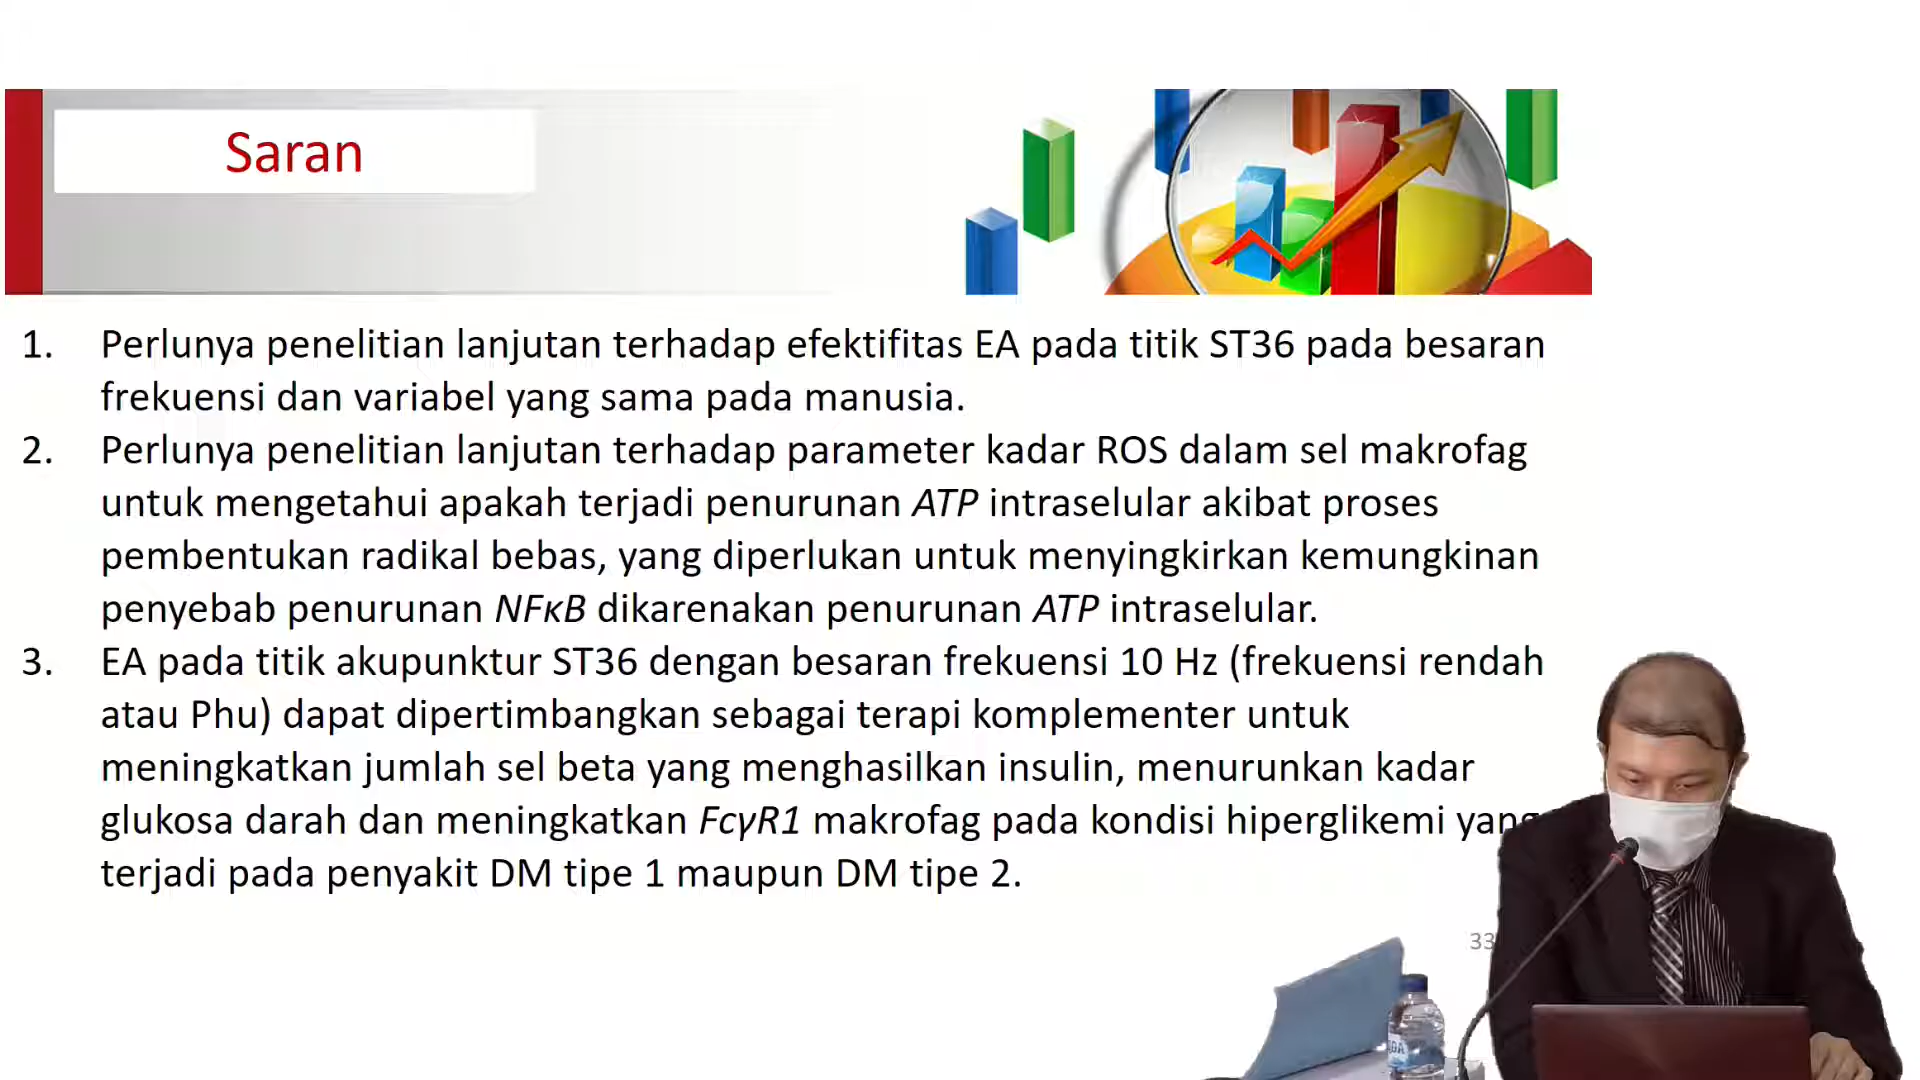 Saran
1. Perlunya penelitian lanjutan terhadap efektifitas EA pada titik ST36 pada besaran
frekuensi dan variabel yang sama pada manusia.
2. Perlunya penelitian lanjutan terhadap parameter kadar ROS dalam sel makrofag
untuk mengetahui apakah terjadi penurunan ATP intraselular akibat proses
pembentukan radikal bebas, yang diperlukan untuk menyingkirkan kemungkinan
penyebab penurunan NFκB dikarenakan penurunan ATP intraselular.
3. EA pada titik akupunktur ST36 dengan besaran frekuensi 10 Hz (frekuensi rendah
atau Phu) dapat dipertimbangkan sebagai terapi komplementer untuk
meningkatkan jumlah sel beta yang menghasilkan insulin, menurunkan kadar
glukosa darah dan meningkatkan FcγR1 makrofag pada kondisi hiperglikemi yang
terjadi pada penyakit DM tipe 1 maupun DM tipe 2.
33